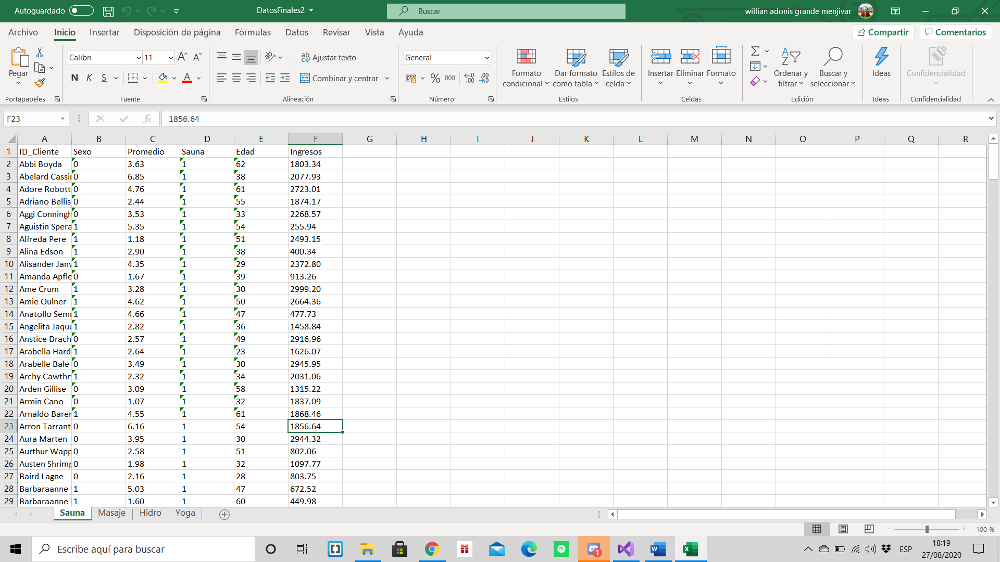 Autoguardado
DatosFinales2
Buscar
willian adonis grande menjivar
Archivo Inicio Insertar Disposición de página Fórmulas Datos Revisar Vista Ayuda Compartir Comentarios
Pegar
Portapapeles
Calibri 11
N K S
Fuente
Ajustar texto
Combinar y centrar
Alineación
General
% 000
Número
Formato condicional
Dar formato como tabla
Estilos de celda
Estilos
Insertar Eliminar Formato
Celdas
Ordenar y filtrar
Buscar y seleccionar
Edición
Ideas
Ideas
Confidencialidad
Confidencialidad
F23 fx 1856.64
A B C D E F G H I J K L M N O P Q R
1 ID_Cliente Sexo Promedio Sauna Edad Ingresos
2 Abbi Boyda 0 3.63 1 62 1803.34
3 Abelard Cassi 0 6.85 1 38 2077.93
4 Adore Robott 0 4.76 1 61 2723.01
5 Adriano Bellis 0 2.44 1 55 1874.17
6 Aggi Conningh 0 3.53 1 33 2268.57
7 Aguistin Spera 1 5.35 1 54 255.94
8 Alfreda Pere 1 1.18 1 51 2493.15
9 Alina Edson 1 2.90 1 38 400.34
10 Alisander Janv 1 4.35 1 29 2372.80
11 Amanda Apfle 0 1.67 1 39 913.26
12 Ame Crum 1 3.28 1 30 2999.20
13 Amie Oulner 1 4.62 1 50 2664.36
14 Anatollo Sem 1 4.66 1 47 477.73
15 Angelita Jaque 1 2.82 1 36 1458.84
16 Anstice Drach 0 2.57 1 49 2916.96
17 Arabella Hard 1 2.64 1 23 1626.07
18 Arabelle Bale 0 3.49 1 30 2945.95
19 Archy Cawthr 1 2.32 1 34 2031.06
20 Arden Gillise 0 3.09 1 58 1315.22
21 Armin Cano 0 1.07 1 32 1837.09
22 Arnaldo Barer 1 4.55 1 61 1868.46
23 Arron Tarrant 0 6.16 1 54 1856.64
24 Aura Marten 0 3.95 1 30 2944.32
25 Aurthur Wapp 0 2.58 1 51 802.06
26 Austen Shrimp 0 1.98 1 32 1097.77
27 Baird Lagne 0 2.16 1 28 803.75
28 Barbaraanne 1 5.03 1 47 672.52
29 Barbaraanne 1 1.60 1 60 449.98
Sauna Masaje Hidro Yoga
100 %
Escribe aquí para buscar
1
ESP
18:19
27/08/2020